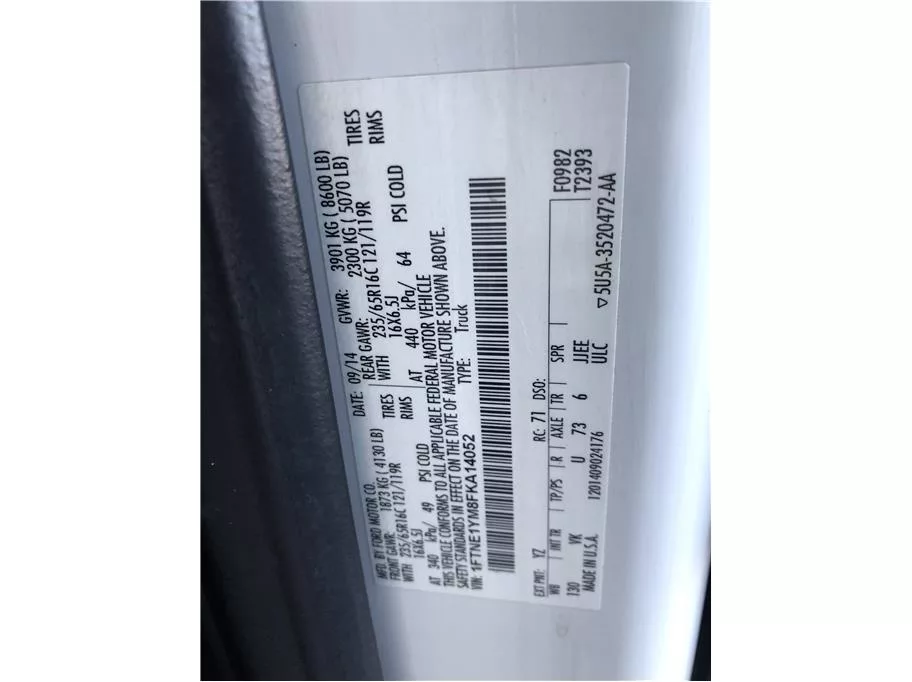 MFD. BY FORD MOTOR CO. DATE: 09/14 GVWR: 3901 KG ( 8600 LB)
FRONT GAWR: 1873 KG ( 4130 LB) REAR GAWR: 2300 KG ( 5070 LB)
WITH 235/65R16C 121/119R TIRES WITH 235/65R16C 121/119R TIRES
16X6.5J RIMS 16X6.5J RIMS
AT 340 kPa/ 49 PSI COLD AT 440 kPa/ 64 PSI COLD
THIS VEHICLE CONFORMS TO ALL APPLICABLE FEDERAL MOTOR VEHICLE
SAFETY STANDARDS IN EFFECT ON THE DATE OF MANUFACTURE SHOWN ABOVE.
VIN: 1FTNE1YM8FKA14052 TYPE: Truck
F0982
T2393
EXT PNT: YZ RC: 71 DSO:
WB INT TR TP/PS R AXLE TR SPR
130 VK U 73 6 JJEE
ULC
MADE IN U.S.A. 1201409024176 ▽5U5A-3520472-AA